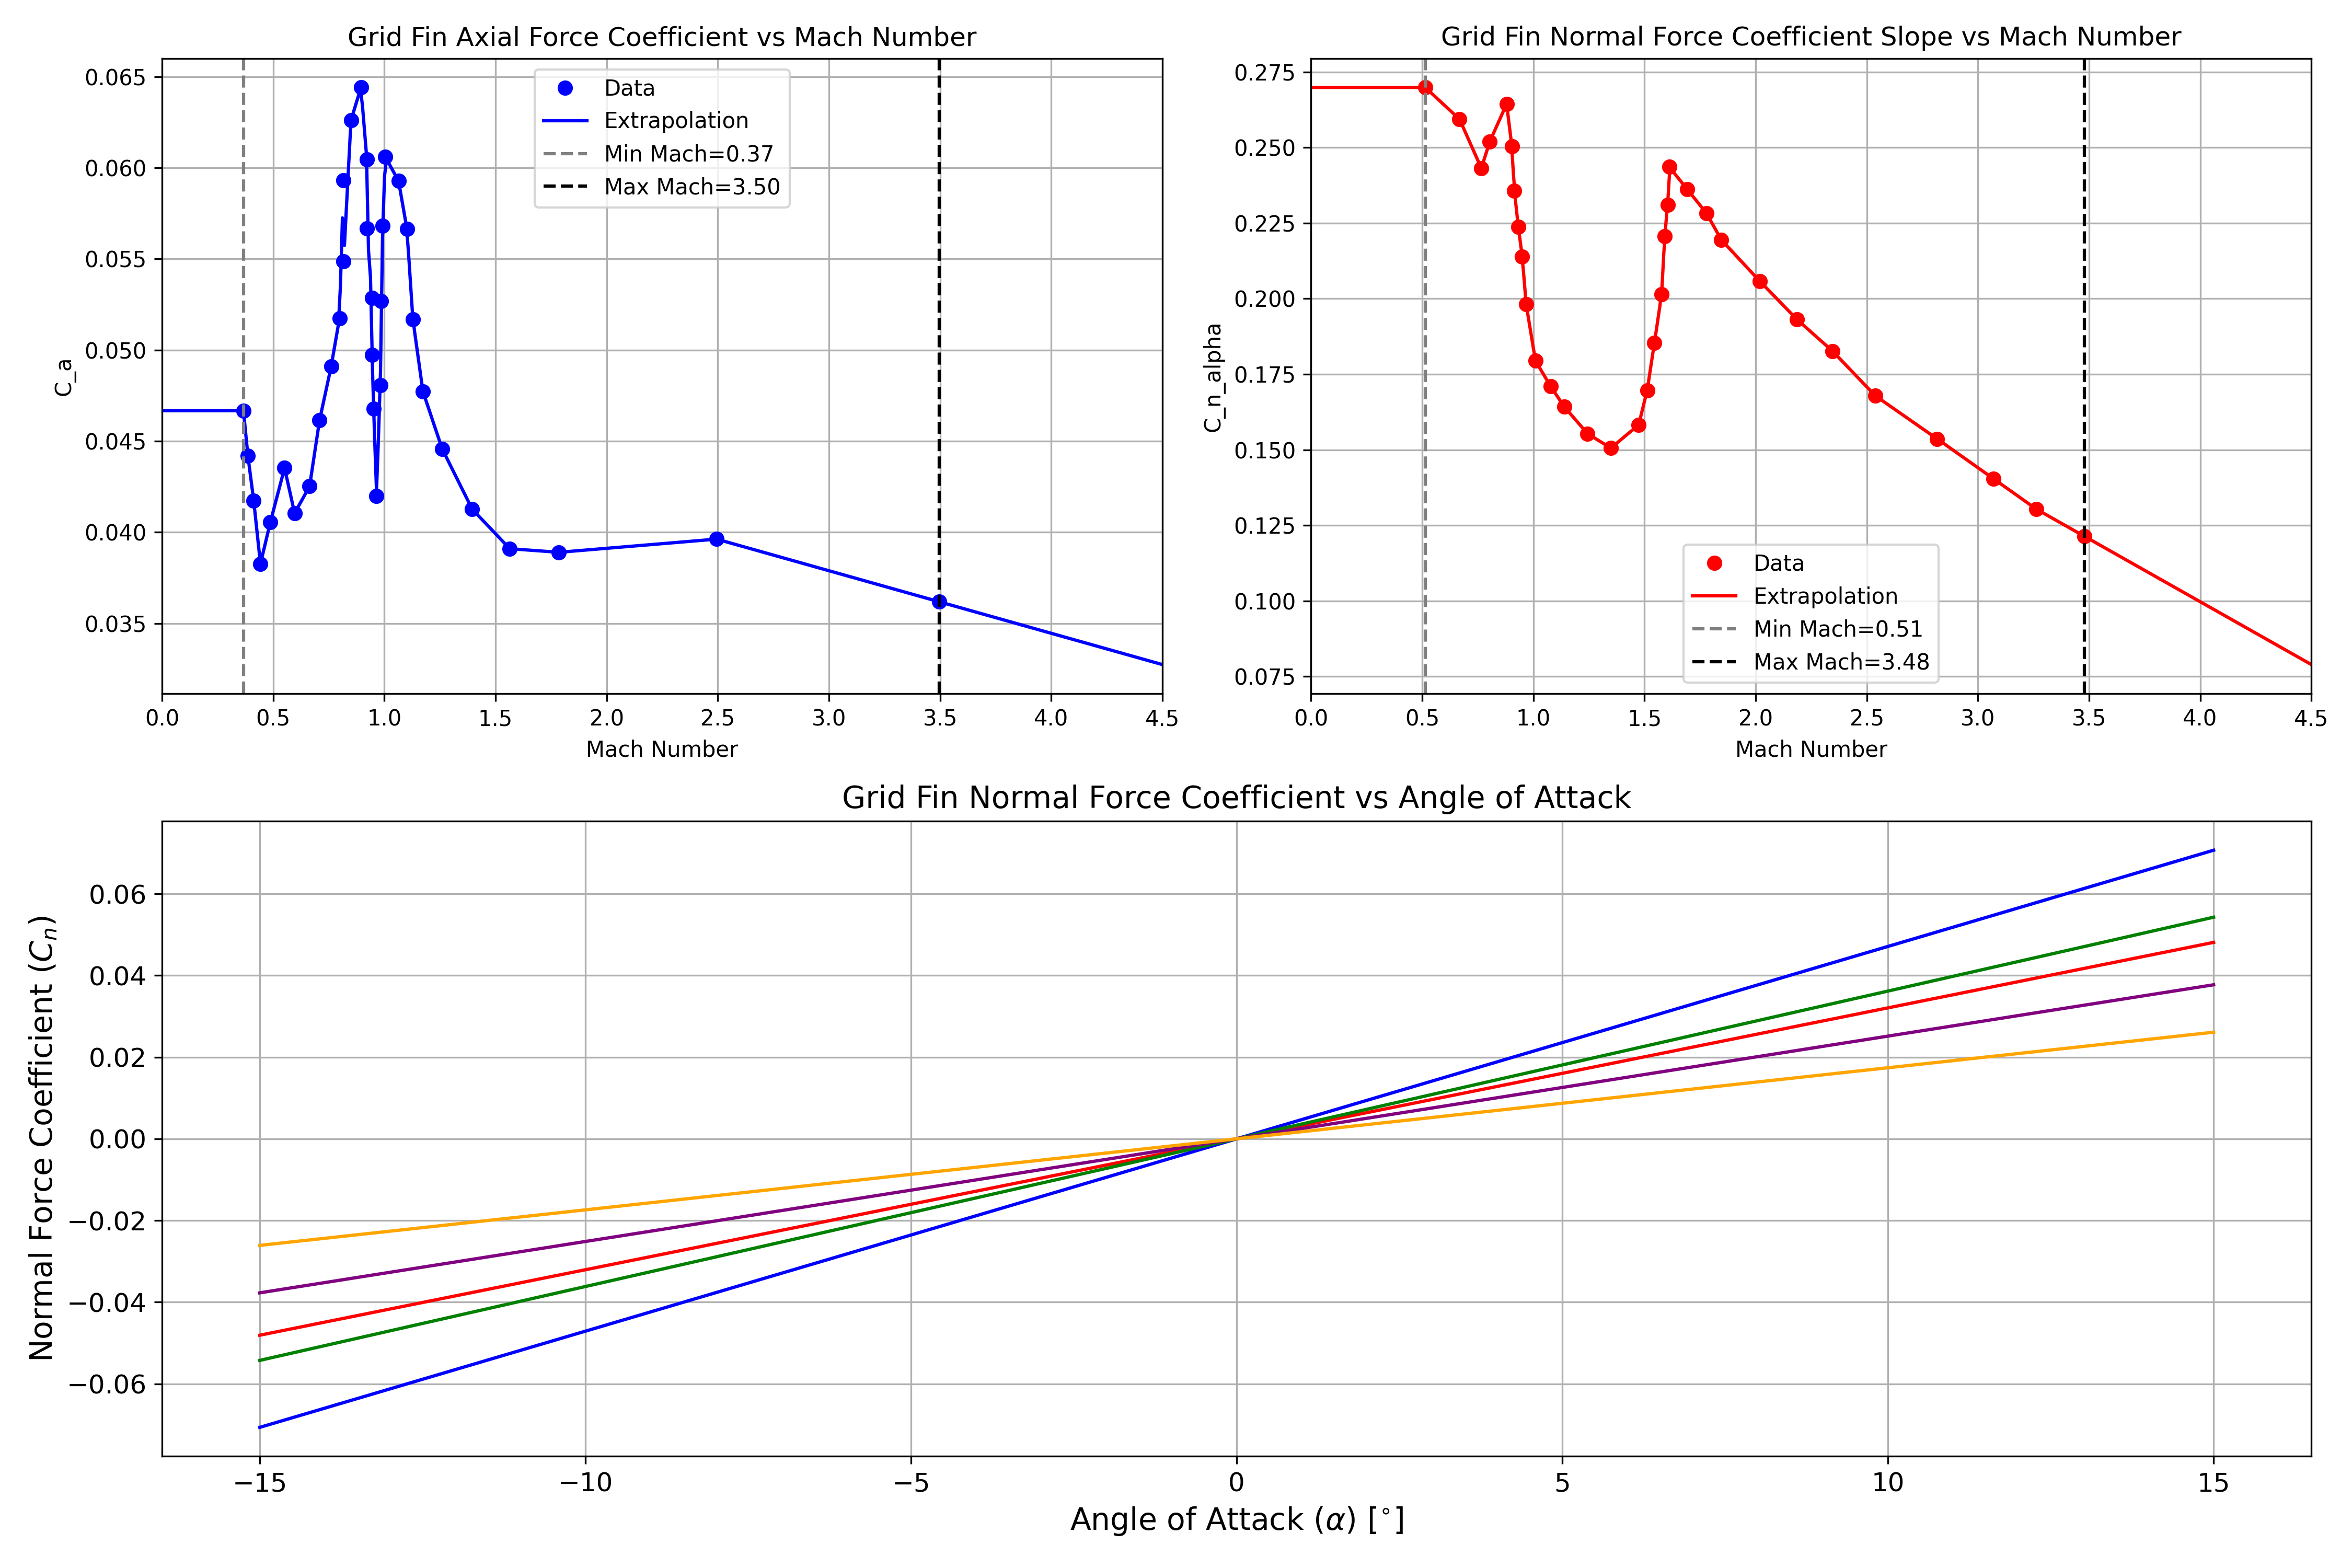 Grid Fin Axial Force Coefficient vs Mach Number
0.065
0.060
0.055
0.050
0.045
0.040
0.035
C_a
Data
Extrapolation
Min Mach=0.37
Max Mach=3.50
0.0 0.5 1.0 1.5 2.0 2.5 3.0 3.5 4.0 4.5
Mach Number
Grid Fin Normal Force Coefficient Slope vs Mach Number
0.275
0.250
0.225
0.200
0.175
0.150
0.125
0.100
0.075
C_n_alpha
Data
Extrapolation
Min Mach=0.51
Max Mach=3.48
0.0 0.5 1.0 1.5 2.0 2.5 3.0 3.5 4.0 4.5
Mach Number
Grid Fin Normal Force Coefficient vs Angle of Attack
0.06
0.04
0.02
0.00
−0.02
−0.04
−0.06
Normal Force Coefficient (Cₙ)
−15 −10 −5 0 5 10 15
Angle of Attack (α) [°]